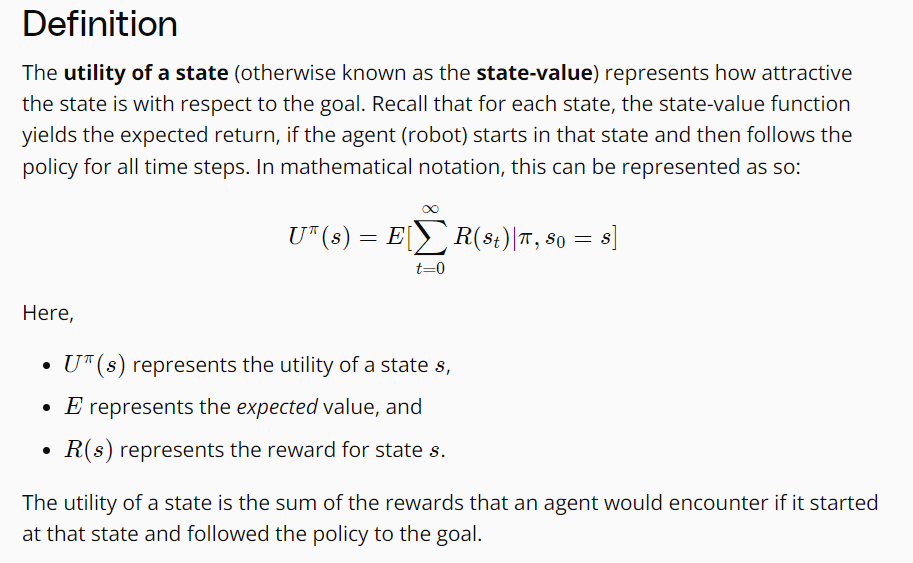 Definition
The utility of a state (otherwise known as the state-value) represents how attractive
the state is with respect to the goal. Recall that for each state, the state-value function
yields the expected return, if the agent (robot) starts in that state and then follows the
policy for all time steps. In mathematical notation, this can be represented as so:
U^π(s) = E[∑_{t=0}^{∞} R(s_t)|π, s_0 = s]
Here,
• U^π(s) represents the utility of a state s,
• E represents the expected value, and
• R(s) represents the reward for state s.
The utility of a state is the sum of the rewards that an agent would encounter if it started
at that state and followed the policy to the goal.